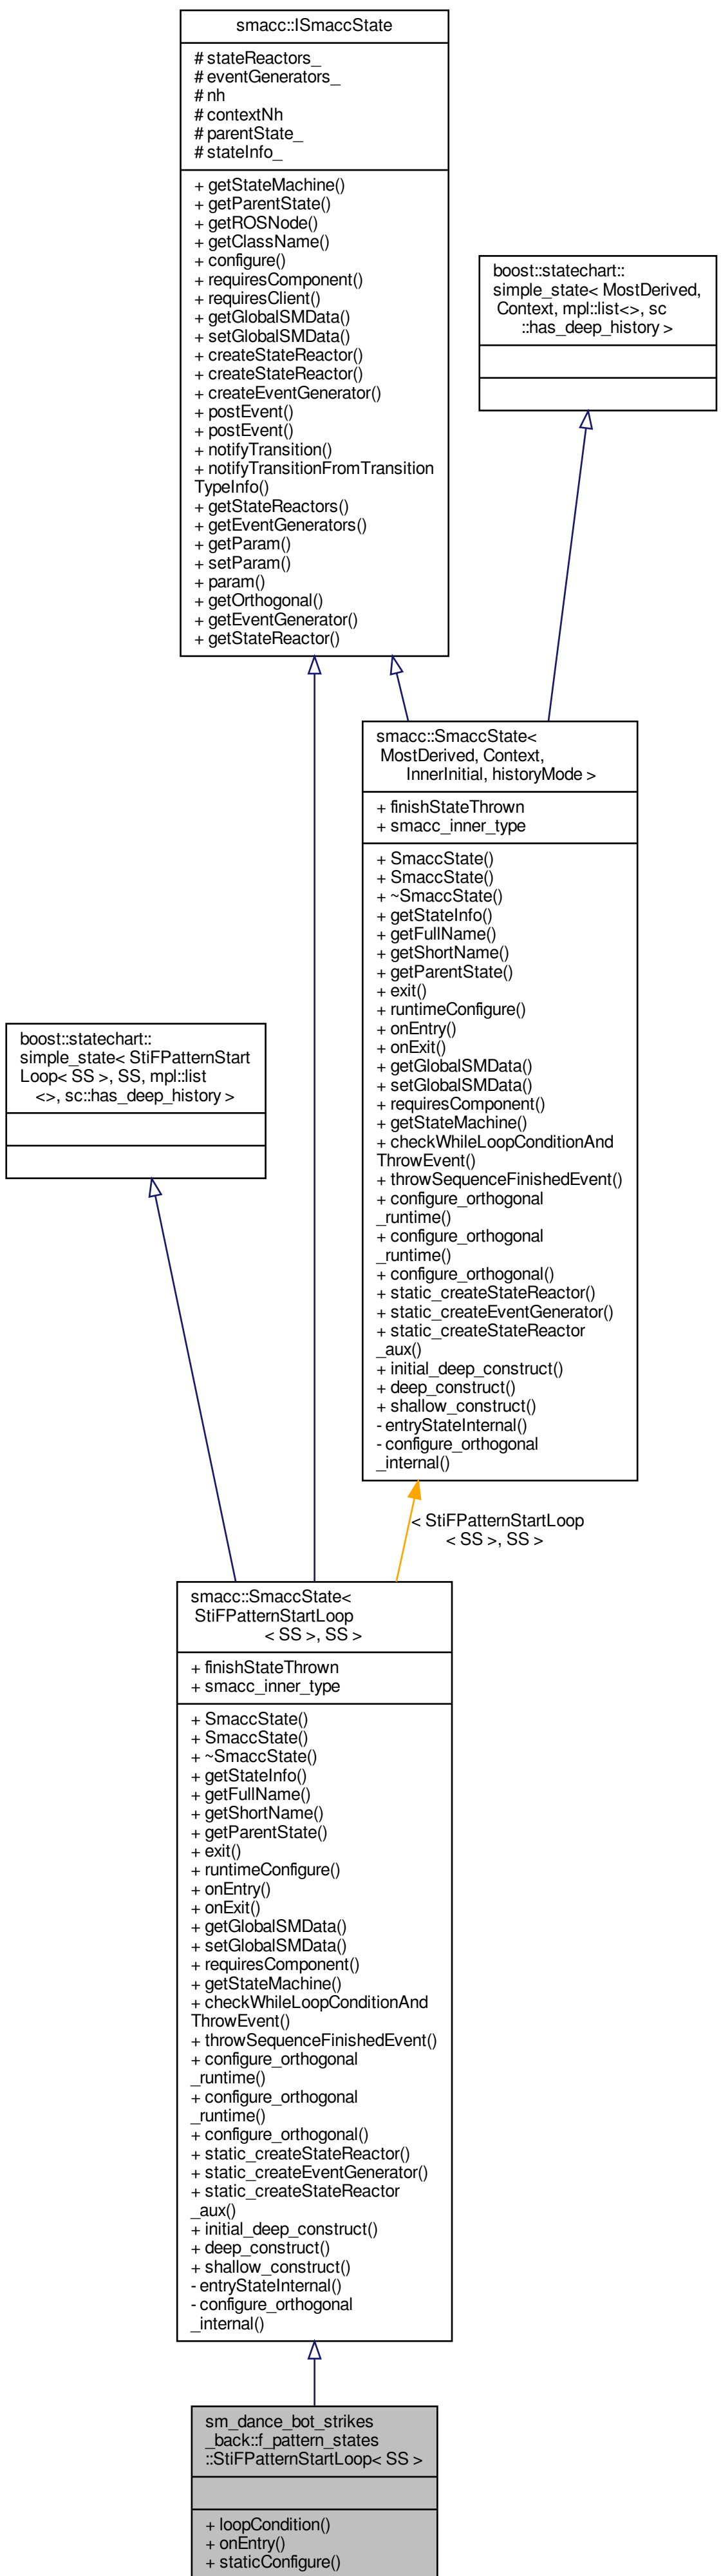 smacc::ISmaccState
# stateReactors_
# eventGenerators_
# nh
# contextNh
# parentState_
# stateInfo_
+ getStateMachine()
+ getParentState()
+ getROSNode()
+ getClassName()
+ configure()
+ requiresComponent()
+ requiresClient()
+ getGlobalSMData()
+ setGlobalSMData()
+ createStateReactor()
+ createStateReactor()
+ createEventGenerator()
+ postEvent()
+ postEvent()
+ notifyTransition()
+ notifyTransitionFromTransition
TypeInfo()
+ getStateReactors()
+ getEventGenerators()
+ getParam()
+ setParam()
+ param()
+ getOrthogonal()
+ getEventGenerator()
+ getStateReactor()
boost::statechart::
simple_state< MostDerived,
Context, mpl::list<>, sc
::has_deep_history >
smacc::SmaccState<
MostDerived, Context,
InnerInitial, historyMode >
+ finishStateThrown
+ smacc_inner_type
+ SmaccState()
+ SmaccState()
+ ~SmaccState()
+ getStateInfo()
+ getFullName()
+ getShortName()
+ getParentState()
+ exit()
+ runtimeConfigure()
+ onEntry()
+ onExit()
+ getGlobalSMData()
+ setGlobalSMData()
+ requiresComponent()
+ getStateMachine()
+ checkWhileLoopConditionAnd
ThrowEvent()
+ throwSequenceFinishedEvent()
+ configure_orthogonal
_runtime()
+ configure_orthogonal
_runtime()
+ configure_orthogonal()
+ static_createStateReactor()
+ static_createEventGenerator()
+ static_createStateReactor
_aux()
+ initial_deep_construct()
+ deep_construct()
+ shallow_construct()
- entryStateInternal()
- configure_orthogonal
_internal()
boost::statechart::
simple_state< StiFPatternStart
Loop< SS >, SS, mpl::list
<>, sc::has_deep_history >
< StiFPatternStartLoop
< SS >, SS >
smacc::SmaccState<
StiFPatternStartLoop
< SS >, SS >
+ finishStateThrown
+ smacc_inner_type
+ SmaccState()
+ SmaccState()
+ ~SmaccState()
+ getStateInfo()
+ getFullName()
+ getShortName()
+ getParentState()
+ exit()
+ runtimeConfigure()
+ onEntry()
+ onExit()
+ getGlobalSMData()
+ setGlobalSMData()
+ requiresComponent()
+ getStateMachine()
+ checkWhileLoopConditionAnd
ThrowEvent()
+ throwSequenceFinishedEvent()
+ configure_orthogonal
_runtime()
+ configure_orthogonal
_runtime()
+ configure_orthogonal()
+ static_createStateReactor()
+ static_createEventGenerator()
+ static_createStateReactor
_aux()
+ initial_deep_construct()
+ deep_construct()
+ shallow_construct()
- entryStateInternal()
- configure_orthogonal
_internal()
sm_dance_bot_strikes
_back::f_pattern_states
::StiFPatternStartLoop< SS >
+ loopCondition()
+ onEntry()
+ staticConfigure()